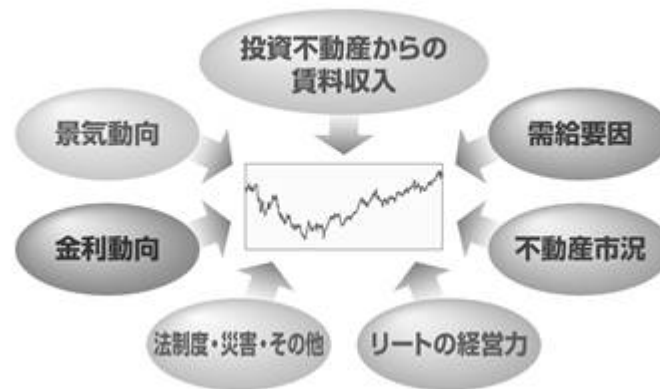 投資不動産からの
賃料収入
景気動向
需給要因
金利動向
不動産市況
法制度・災害・その他
リートの経営力